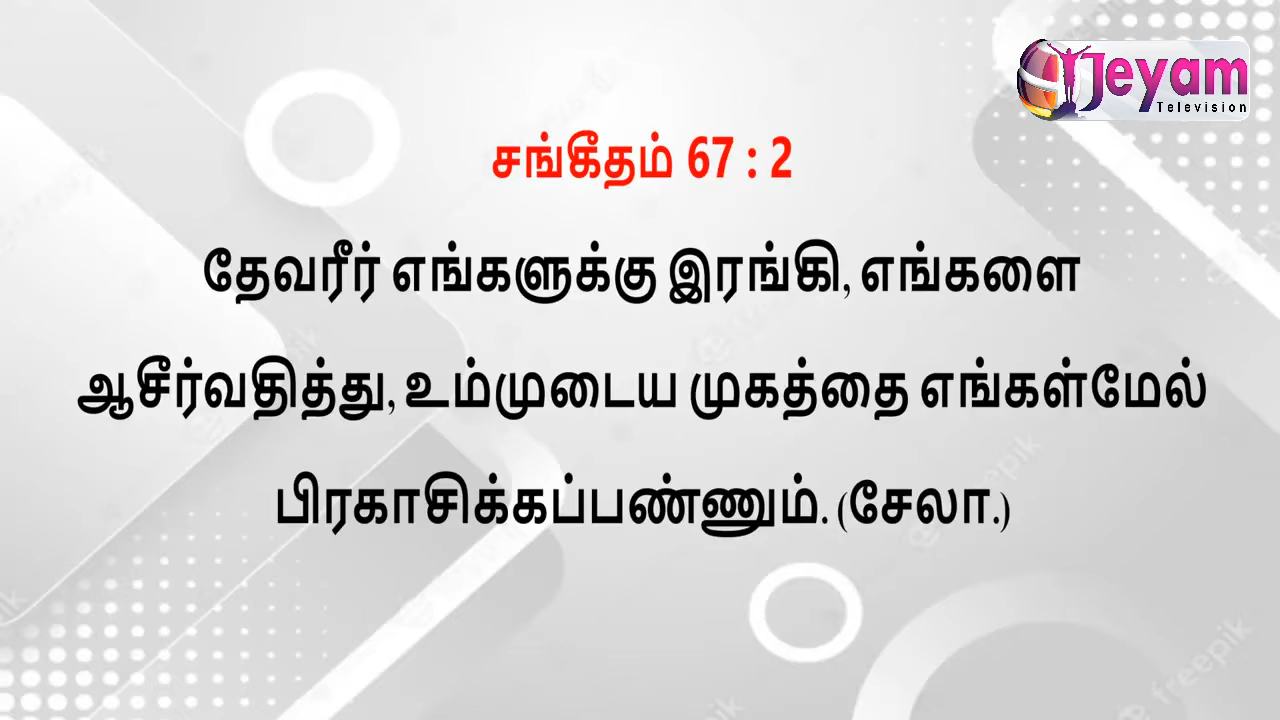 Jeyam
Television
சங்கீதம் 67 : 2
தேவரீர் எங்களுக்கு இரங்கி, எங்களை
ஆசீர்வதித்து, உம்முடைய முகத்தை எங்கள்மேல்
பிரகாசிக்கப்பண்ணும். (சேலா.)
freepik